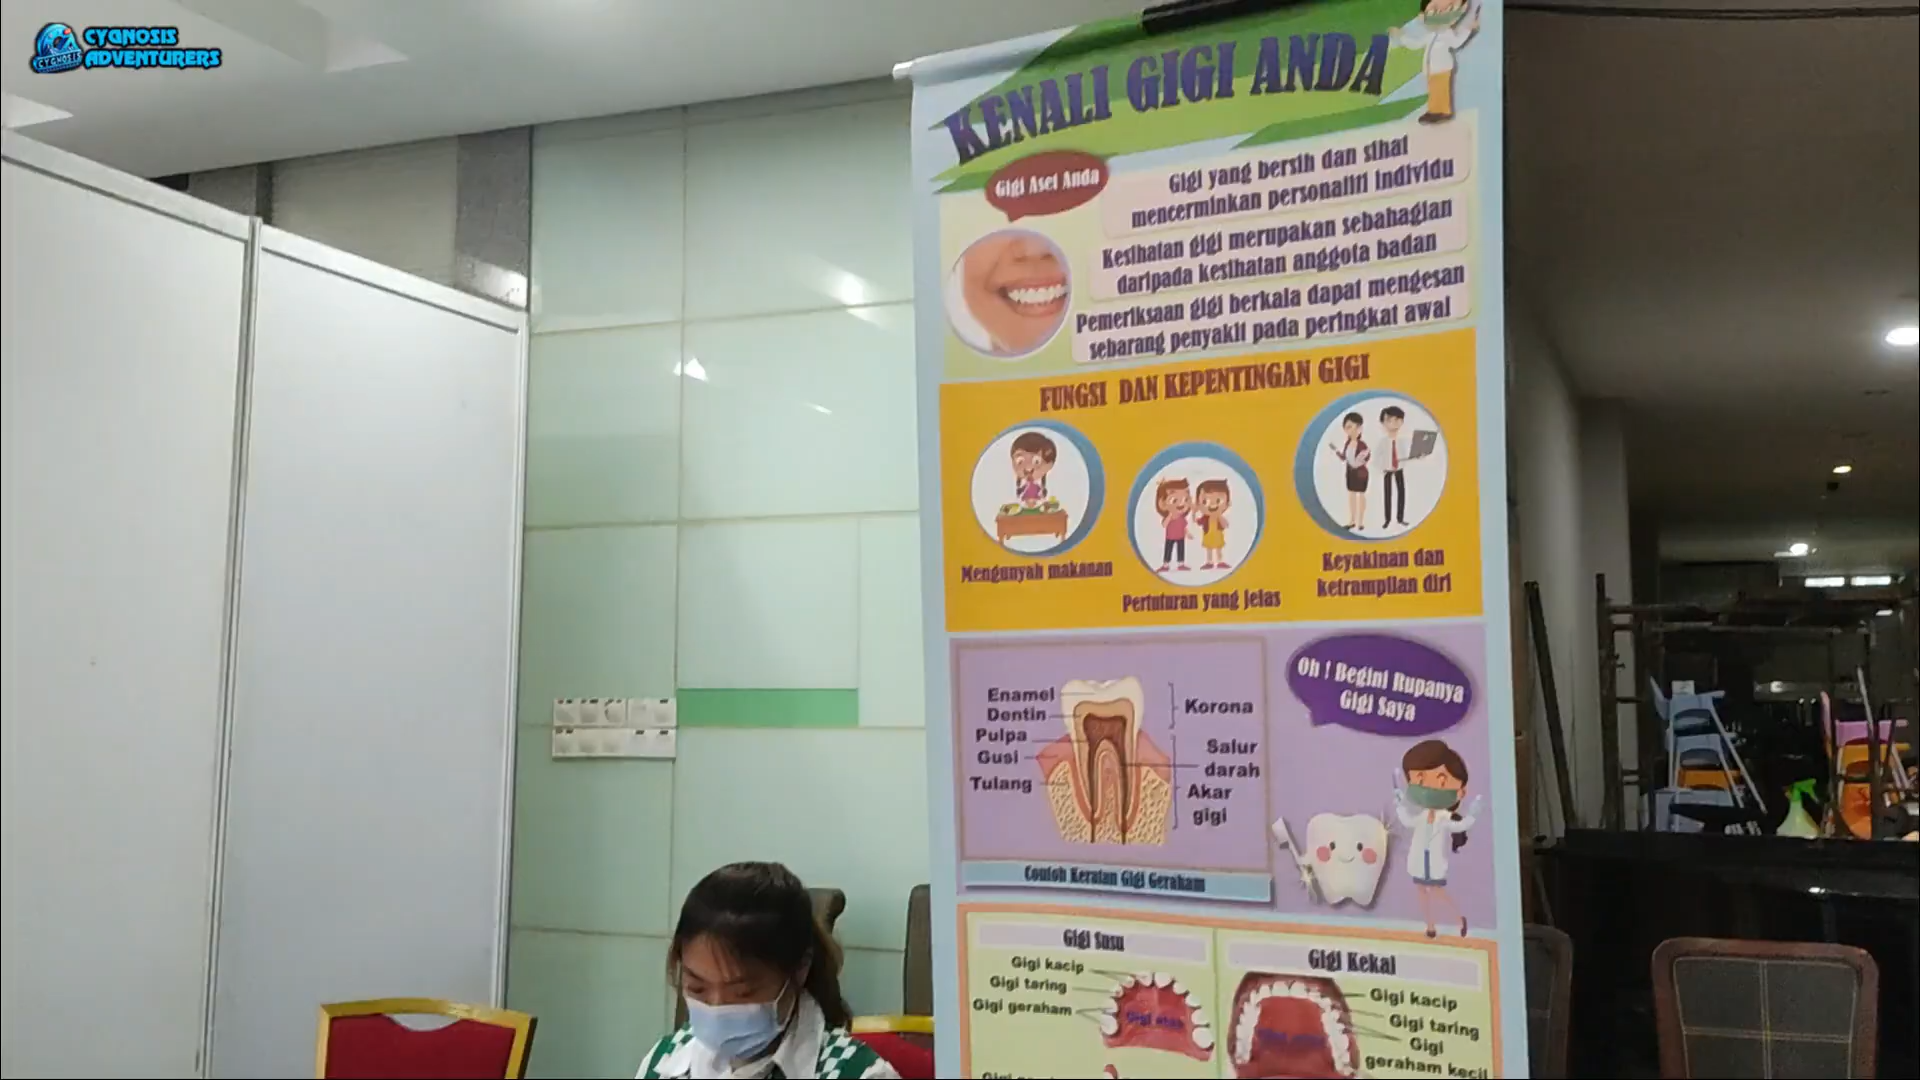 CYGNOSIS
ADVENTURERS
CYGNOSIS
KENALI GIGI ANDA
Gigi Aset Anda
Gigi yang bersih dan sihat
mencerminkan personaliti individu
Kesihatan gigi merupakan sebahagian
daripada kesihatan anggota badan
Pemeriksaan gigi berkala dapat mengesan
sebarang penyakit pada peringkat awal
FUNGSI DAN KEPENTINGAN GIGI
Mengunyah makanan
Pertuturan yang jelas
Keyakinan dan
ketrampilan diri
Enamel
Dentin
Pulpa
Gusi
Tulang
Korona
Salur
darah
Akar
gigi
Contoh Keratan Gigi Geraham
Oh ! Begini Rupanya
Gigi Saya
Gigi Susu
Gigi kacip
Gigi taring
Gigi geraham
Gigi atas
Gigi Kekal
Gigi kacip
Gigi taring
Gigi
geraham kecil